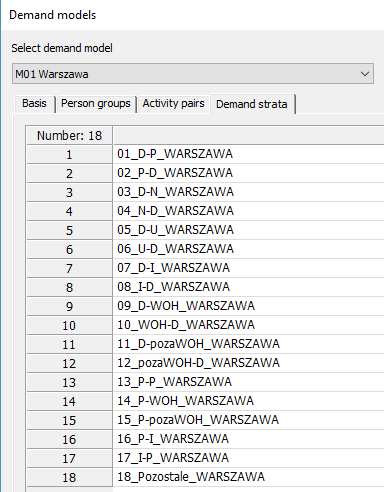 Demand models
Select demand model
M01 Warszawa
Basis Person groups Activity pairs Demand strata
Number: 18
1 01_D-P_WARSZAWA
2 02_P-D_WARSZAWA
3 03_D-N_WARSZAWA
4 04_N-D_WARSZAWA
5 05_D-U_WARSZAWA
6 06_U-D_WARSZAWA
7 07_D-I_WARSZAWA
8 08_I-D_WARSZAWA
9 09_D-WOH_WARSZAWA
10 10_WOH-D_WARSZAWA
11 11_D-pozaWOH_WARSZAWA
12 12_pozaWOH-D_WARSZAWA
13 13_P-P_WARSZAWA
14 14_P-WOH_WARSZAWA
15 15_P-pozaWOH_WARSZAWA
16 16_P-I_WARSZAWA
17 17_I-P_WARSZAWA
18 18_Pozostale_WARSZAWA